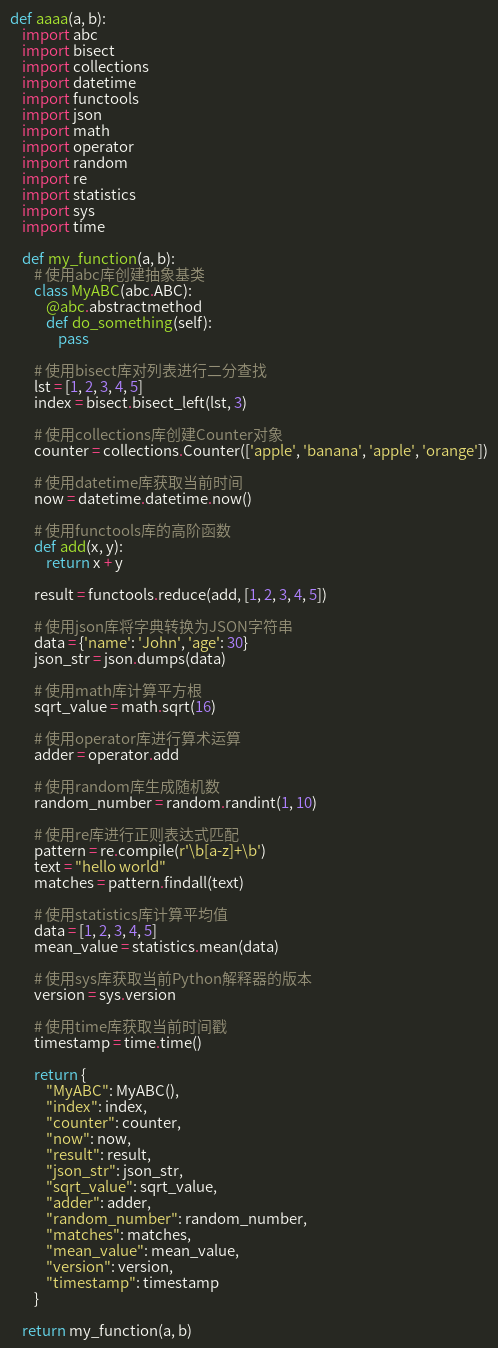 def aaaa(a, b):
    import abc
    import bisect
    import collections
    import datetime
    import functools
    import json
    import math
    import operator
    import random
    import re
    import statistics
    import sys
    import time

    def my_function(a, b):
        # 使用abc库创建抽象基类
        class MyABC(abc.ABC):
            @abc.abstractmethod
            def do_something(self):
                pass

        # 使用bisect库对列表进行二分查找
        lst = [1, 2, 3, 4, 5]
        index = bisect.bisect_left(lst, 3)

        # 使用collections库创建Counter对象
        counter = collections.Counter(['apple', 'banana', 'apple', 'orange'])

        # 使用datetime库获取当前时间
        now = datetime.datetime.now()

        # 使用functools库的高阶函数
        def add(x, y):
            return x + y

        result = functools.reduce(add, [1, 2, 3, 4, 5])

        # 使用json库将字典转换为JSON字符串
        data = {'name': 'John', 'age': 30}
        json_str = json.dumps(data)

        # 使用math库计算平方根
        sqrt_value = math.sqrt(16)

        # 使用operator库进行算术运算
        adder = operator.add

        # 使用random库生成随机数
        random_number = random.randint(1, 10)

        # 使用re库进行正则表达式匹配
        pattern = re.compile(r'\b[a-z]+\b')
        text = "hello world"
        matches = pattern.findall(text)

        # 使用statistics库计算平均值
        data = [1, 2, 3, 4, 5]
        mean_value = statistics.mean(data)

        # 使用sys库获取当前Python解释器的版本
        version = sys.version

        # 使用time库获取当前时间戳
        timestamp = time.time()

        return {
            "MyABC": MyABC(),
            "index": index,
            "counter": counter,
            "now": now,
            "result": result,
            "json_str": json_str,
            "sqrt_value": sqrt_value,
            "adder": adder,
            "random_number": random_number,
            "matches": matches,
            "mean_value": mean_value,
            "version": version,
            "timestamp": timestamp
        }

    return my_function(a, b)